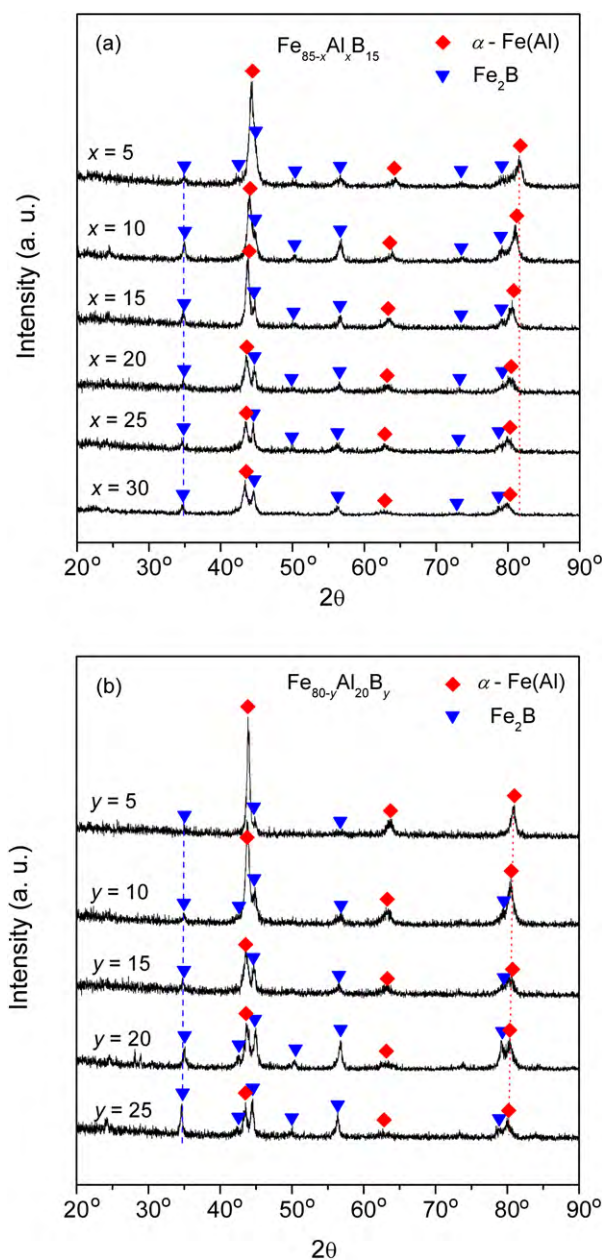 (a) Fe85-xAlxB15 α - Fe(Al)
Fe2B
x = 5
x = 10
x = 15
x = 20
x = 25
x = 30
Intensity (a. u.)
20° 30° 40° 50° 60° 70° 80° 90°
2θ
(b) Fe80-yAl20By α - Fe(Al)
Fe2B
y = 5
y = 10
y = 15
y = 20
y = 25
Intensity (a. u.)
20° 30° 40° 50° 60° 70° 80° 90°
2θ